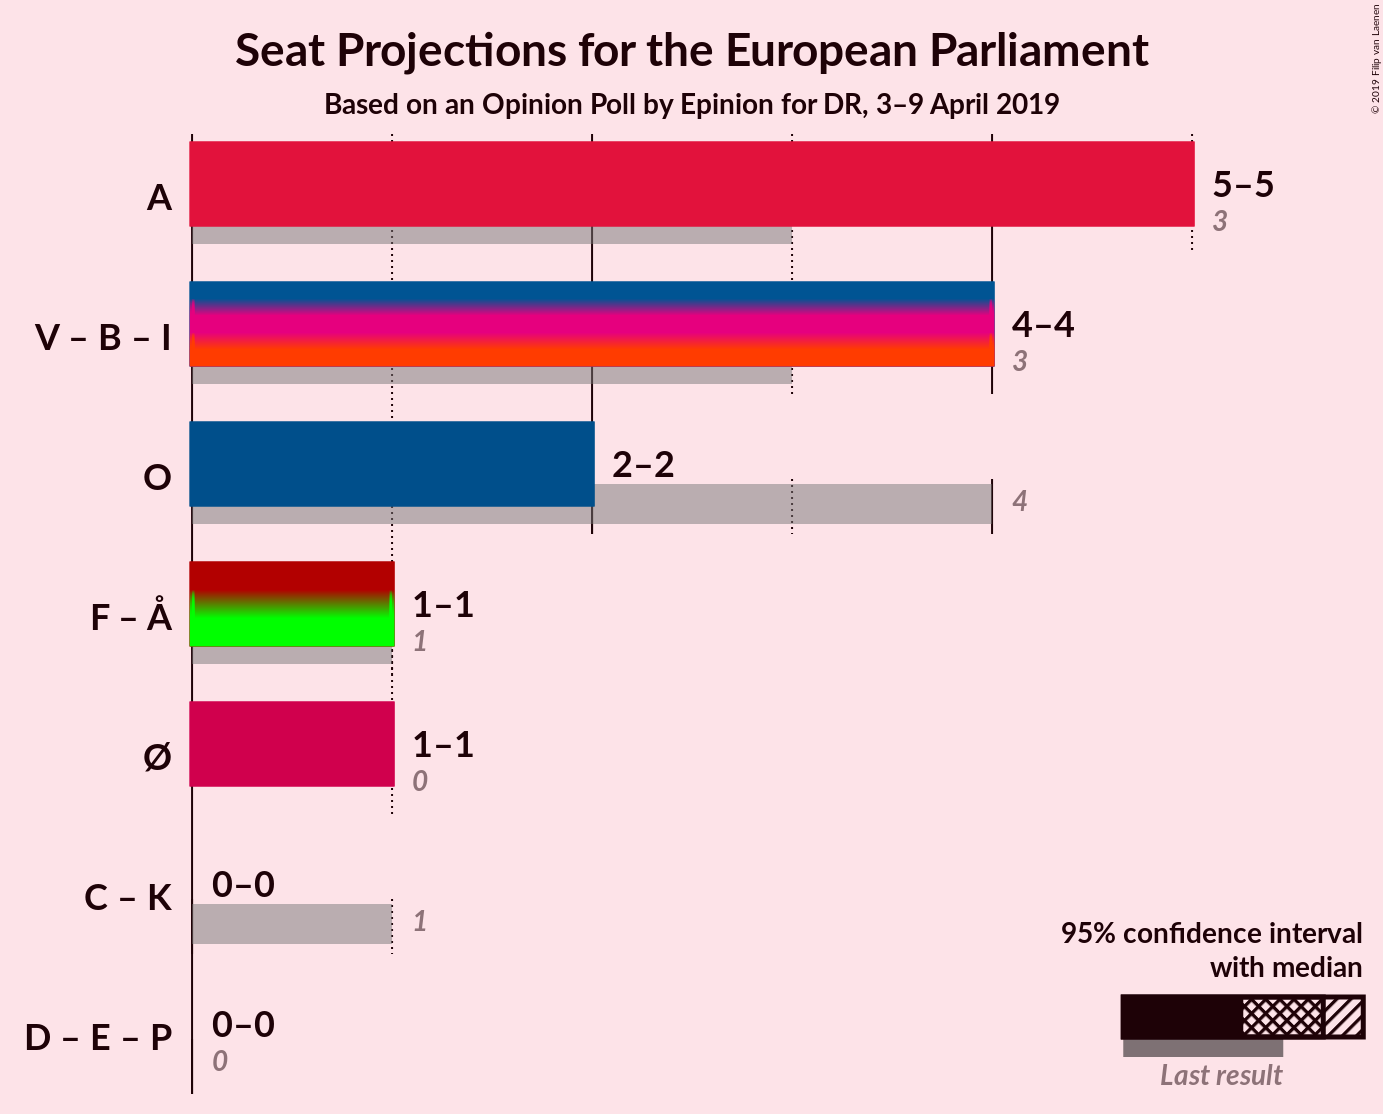 Seat Projections for the European Parliament
Based on an Opinion Poll by Epinion for DR, 3–9 April 2019
© 2019 Filip van Laenen
A
5–5
3
V – B – I
4–4
3
O
2–2
4
F – Å
1–1
1
Ø
1–1
0
C – K
0–0
1
D – E – P
0–0
0
95% confidence interval
with median
Last result